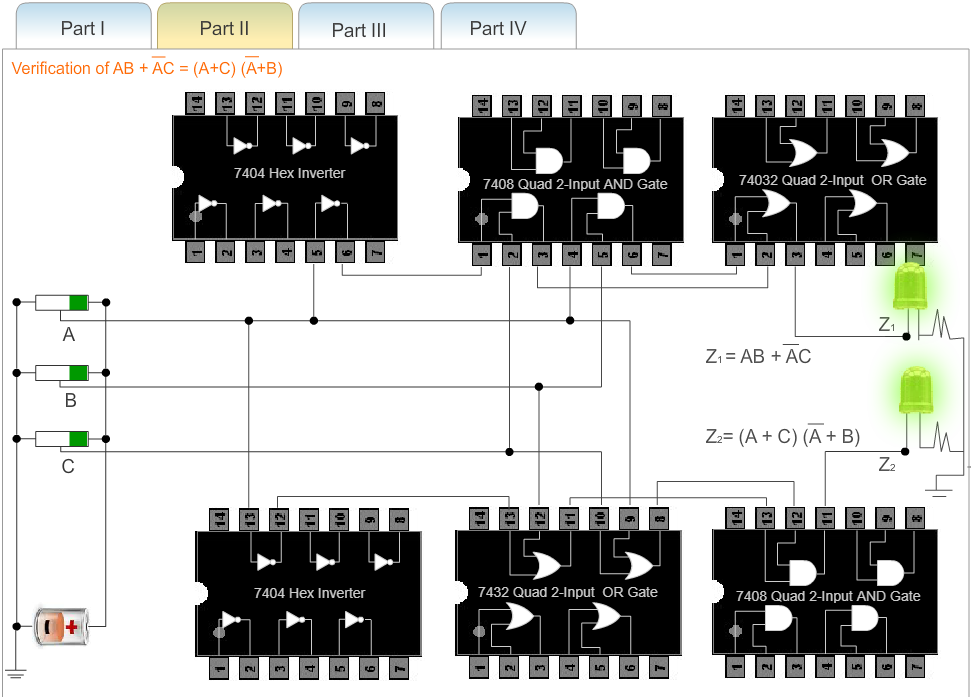 Part I Part II Part III Part IV
Verification of AB + A̅C = (A+C) (A̅+B)
14 13 12 11 10 9 8 14 13 12 11 10 9 8 14 13 12 11 10 9 8
7404 Hex Inverter 7408 Quad 2-Input AND Gate 74032 Quad 2-Input OR Gate
1 2 3 4 5 6 7 1 2 3 4 5 6 7 1 2 3 4 5 6 7
A
Z₁
Z₁= AB + A̅C
B
Z₂= (A + C) (A̅ + B)
C
Z₂
14 13 12 11 10 9 8 14 13 12 11 10 9 8 14 13 12 11 10 9 8
7404 Hex Inverter 7432 Quad 2-Input OR Gate 7408 Quad 2-Input AND Gate
- +
1 2 3 4 5 6 7 1 2 3 4 5 6 7 1 2 3 4 5 6 7